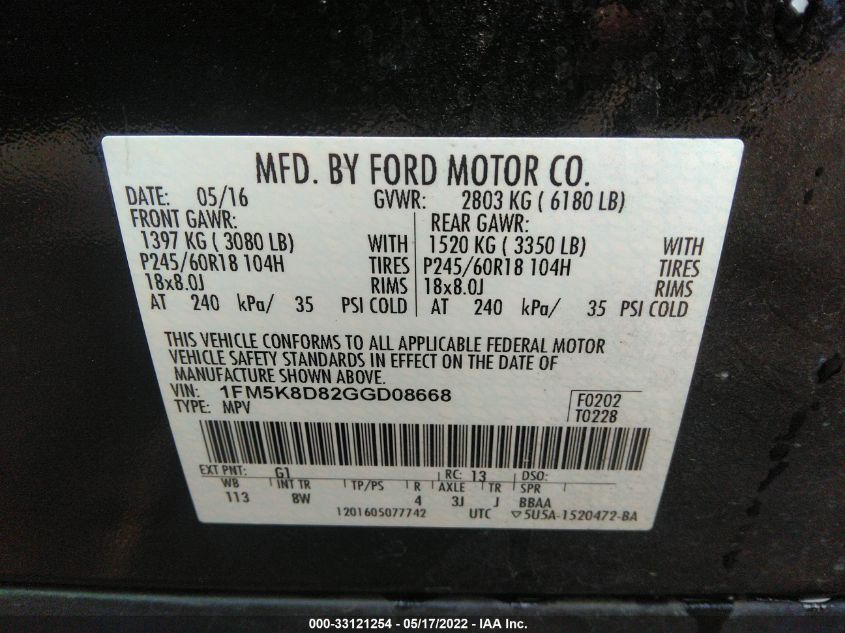 MFD. BY FORD MOTOR CO.
DATE: 05/16 GVWR: 2803 KG ( 6180 LB)
FRONT GAWR: REAR GAWR:
1397 KG ( 3080 LB) WITH 1520 KG ( 3350 LB) WITH
P245/60R18 104H TIRES P245/60R18 104H TIRES
18x8.0J RIMS 18x8.0J RIMS
AT 240 kPa/ 35 PSI COLD AT 240 kPa/ 35 PSI COLD
THIS VEHICLE CONFORMS TO ALL APPLICABLE FEDERAL MOTOR
VEHICLE SAFETY STANDARDS IN EFFECT ON THE DATE OF
MANUFACTURE SHOWN ABOVE.
VIN: 1FM5K8D82GGD08668 F0202
TYPE: MPV T0228
EXT PNT: G1 RC: 13 DSO:
WB INT TR TP/PS R AXLE TR SPR
113 8W 4 3J J BBAA
1201605077742 UTC ▽5U5A-1520472-BA
000-33121254 - 05/17/2022 - IAA Inc.